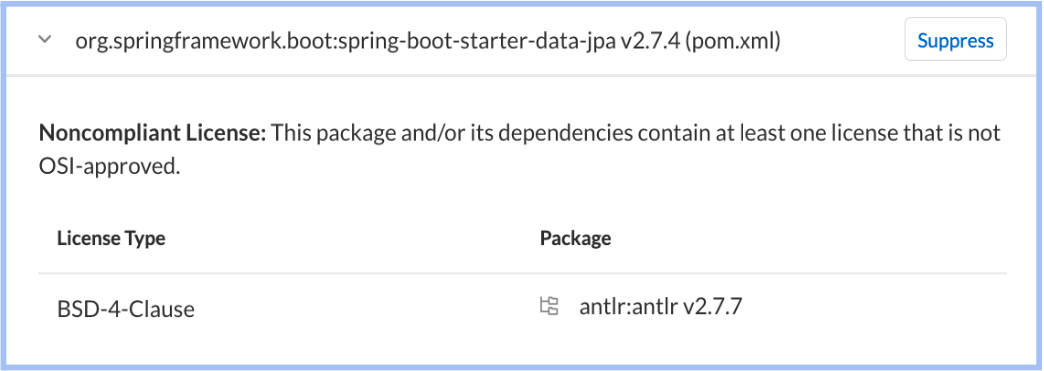 org.springframework.boot:spring-boot-starter-data-jpa v2.7.4 (pom.xml)
Suppress
Noncompliant License: This package and/or its dependencies contain at least one license that is not
OSI-approved.
License Type
Package
BSD-4-Clause
antlr:antlr v2.7.7